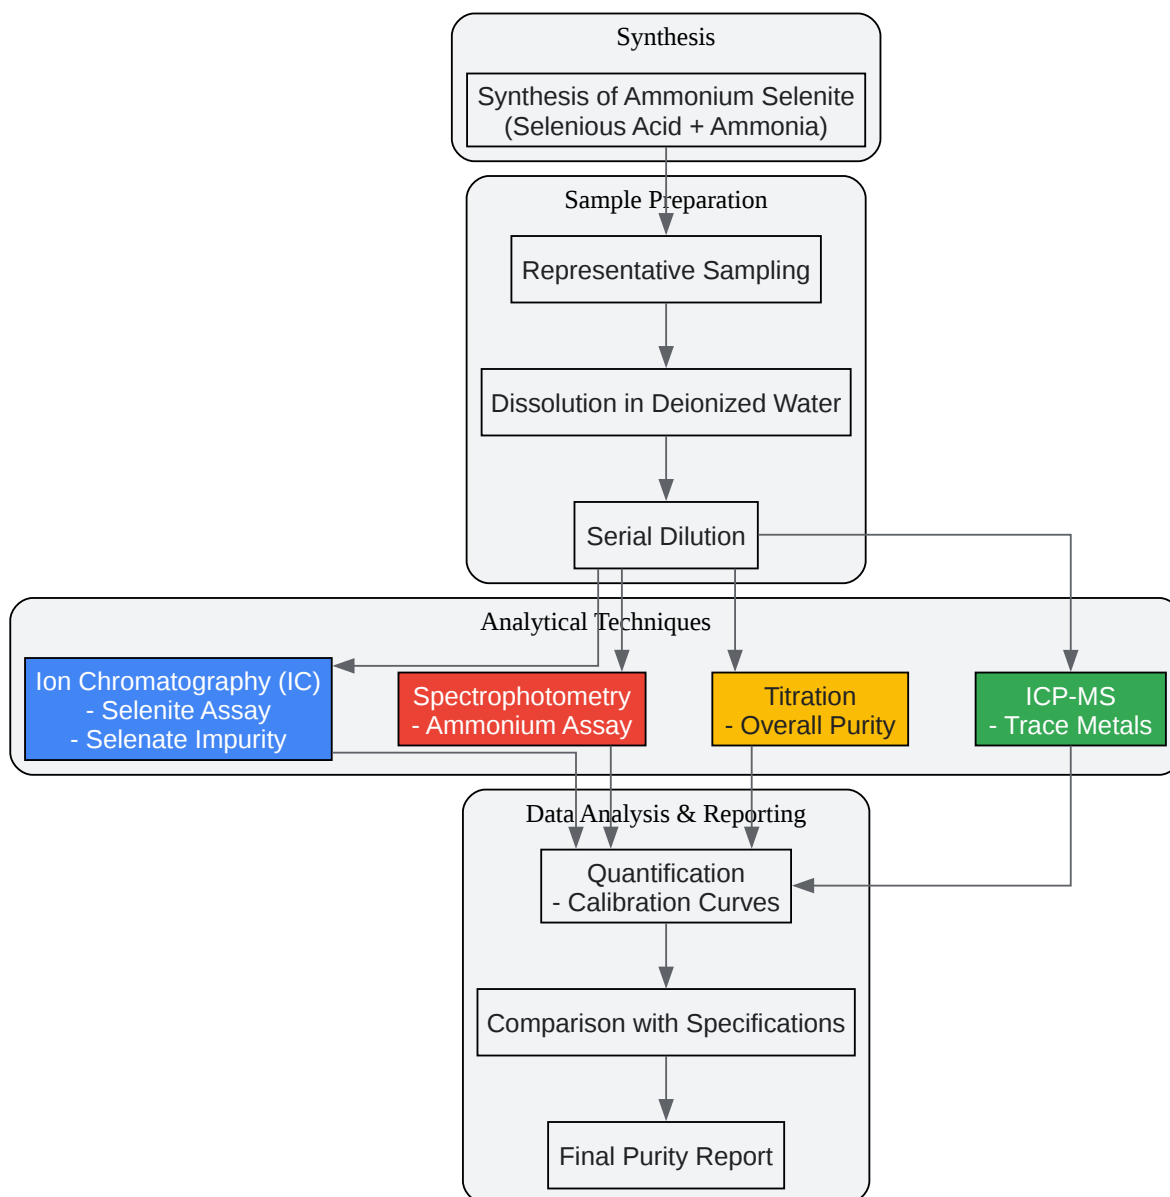 Synthesis
Synthesis of Ammonium Selenite
(Selenious Acid + Ammonia)
Sample Preparation
Representative Sampling
Dissolution in Deionized Water
Serial Dilution
Analytical Techniques
Ion Chromatography (IC)
- Selenite Assay
- Selenate Impurity
Spectrophotometry
- Ammonium Assay
Titration
- Overall Purity
ICP-MS
- Trace Metals
Data Analysis & Reporting
Quantification
- Calibration Curves
Comparison with Specifications
Final Purity Report